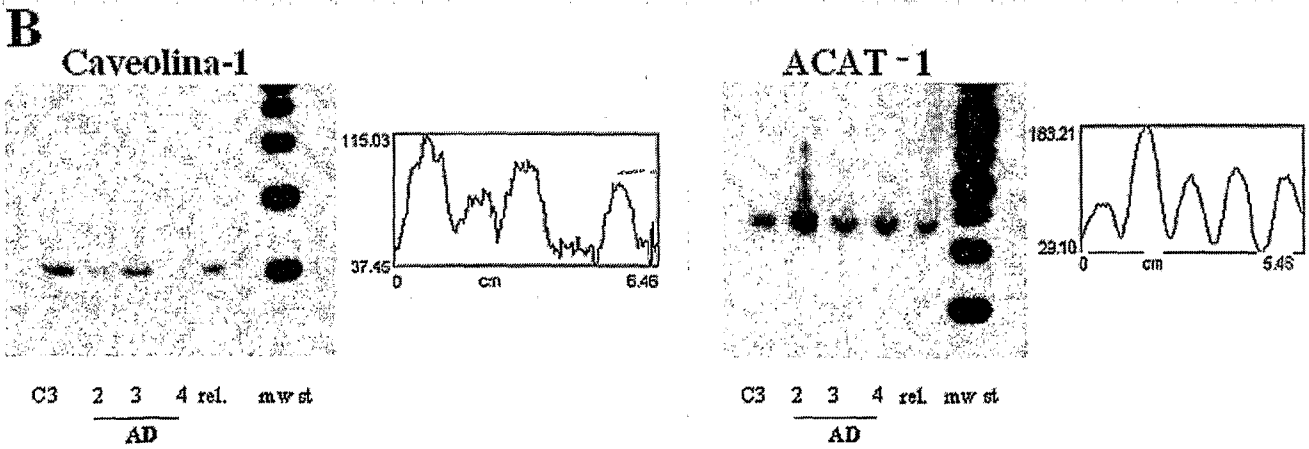 B
Caveolina-1
115.03
37.45
0 cm 6.46
C3 2 3 4 rel. mw st
AD
ACAT-1
183.21
29.10
0 cm 5.46
C3 2 3 4 rel. mw st
AD